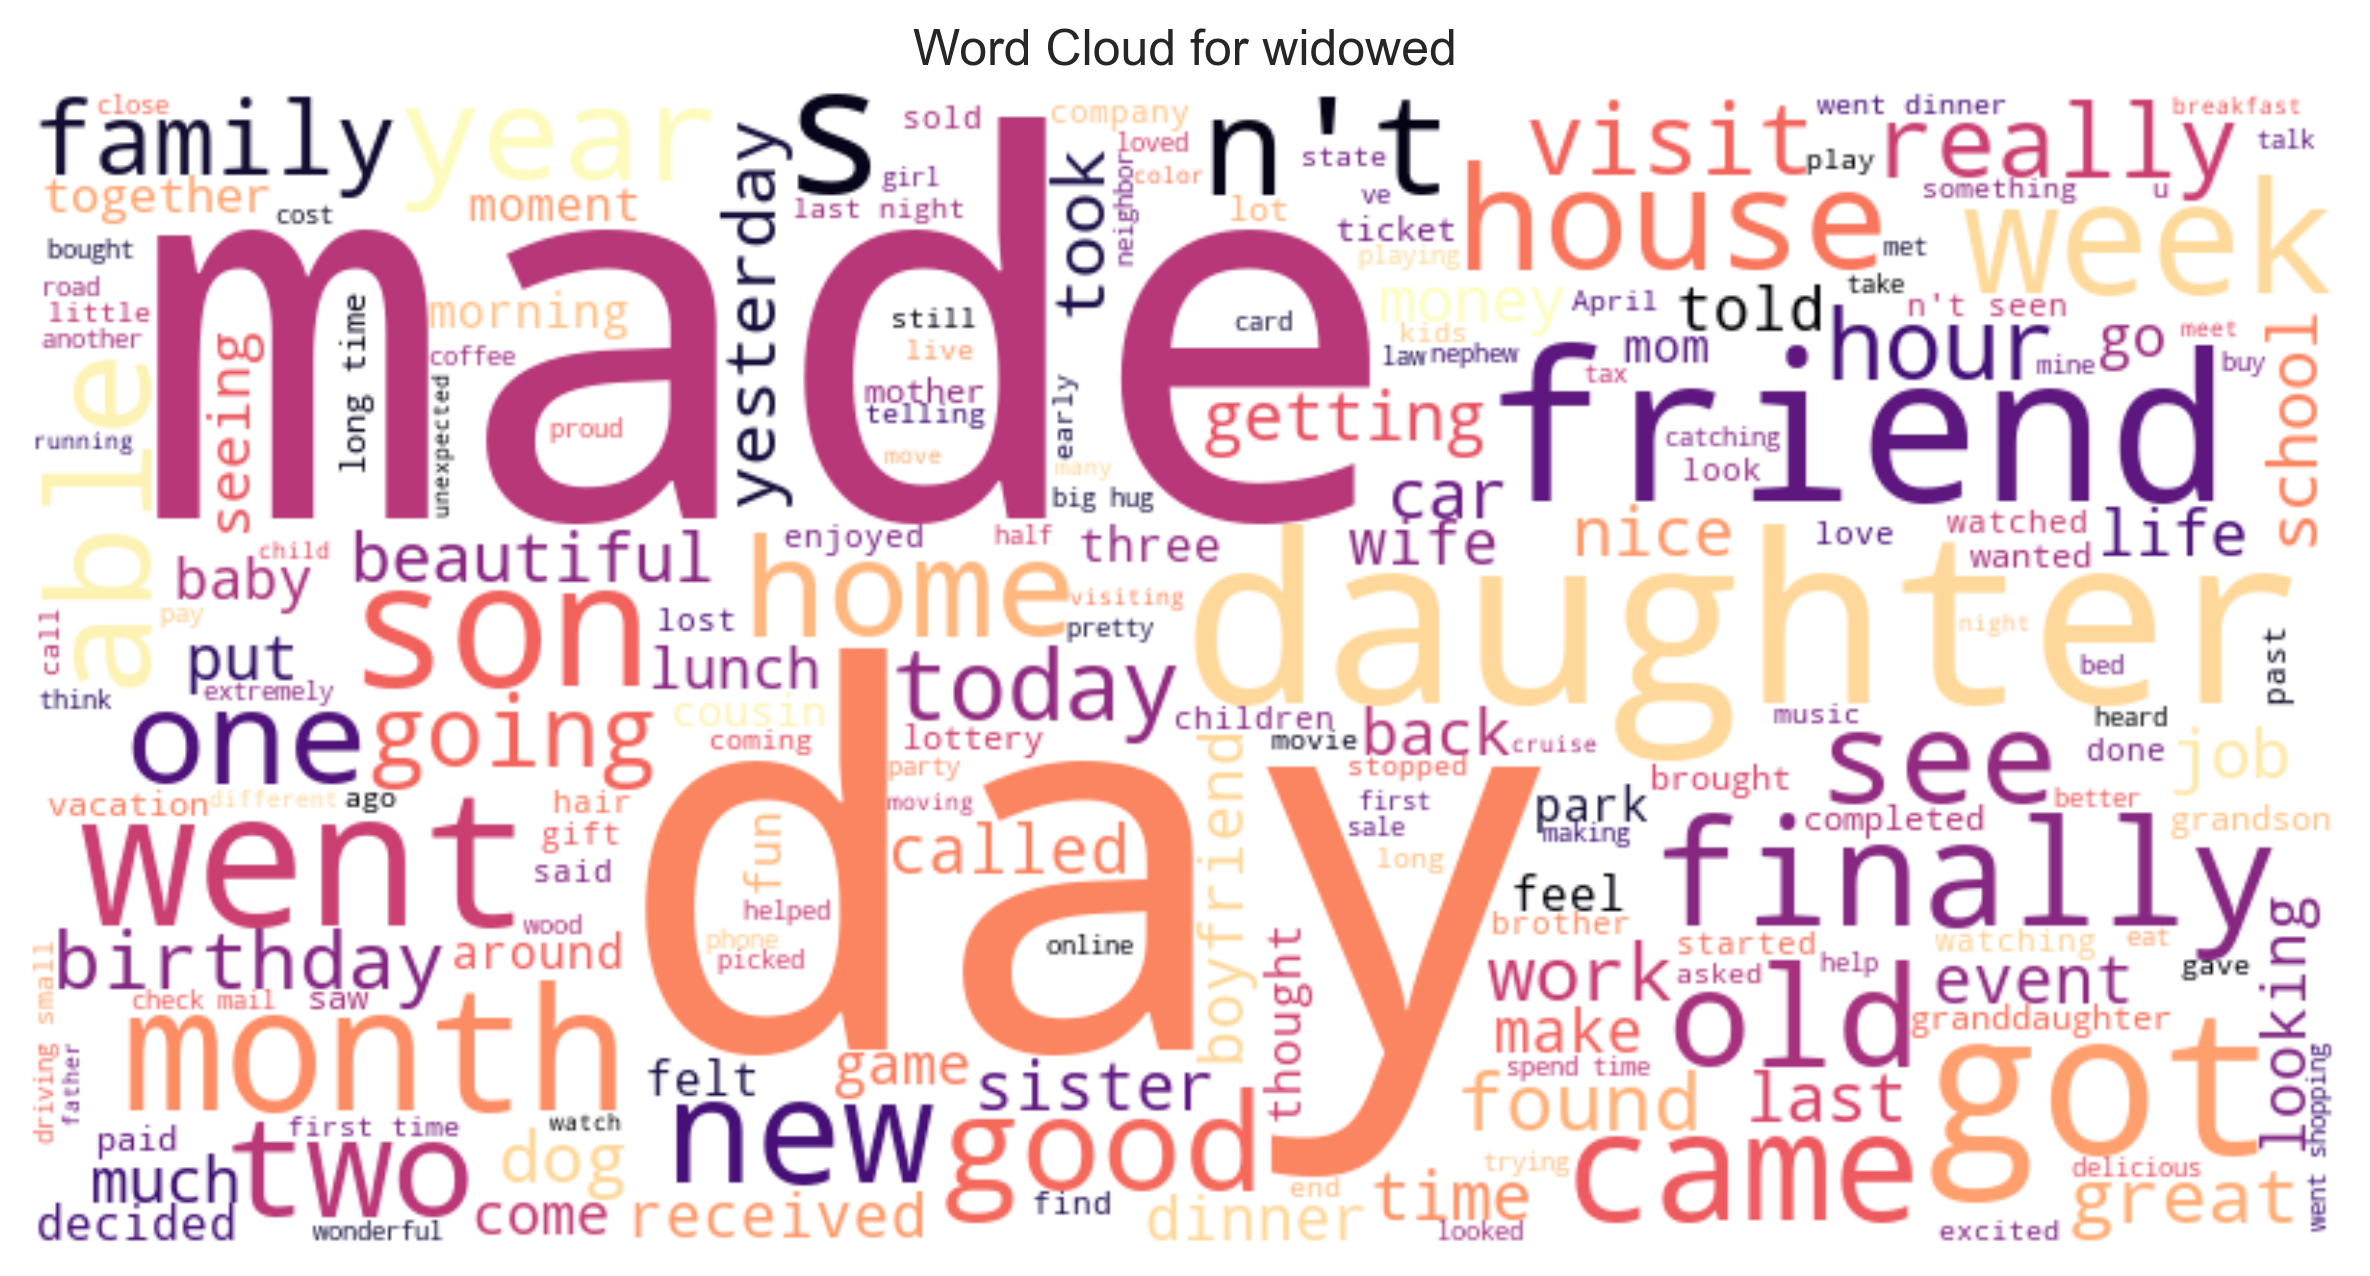 Word Cloud for widowed
family
close
year
s
sold
company
loved
n't
state
visit
went dinner
really
breakfast
talk
together
cost
moment
yesterday
girl
last night
took
neighbor
color
lot
ve
ticket
play
something
u
house
week
bought
made
playing
met
road
little
another
morning
long time
seeing
coffee
unexpected
proud
still
live
mother
telling
move
card
money
April
told
take
n't seen
kids
law
nephew
mom
tax
hour
mine
go
meet
buy
school
able
running
early
many
big hug
getting
car
friend
catching
look
beautiful
child
baby
pay
enjoyed
half
three
wife
nice
love
watched
wanted
life
home
visiting
pretty
daughter
night
bed
past
son
lost
call
put
extremely
think
lunch
today
children
cousin
coming
lottery
one
going
day
party
moving
movie
back
cruise
music
heard
done
see
job
boyfriend
stopped
first
sale
long
park
making
brought
better
completed
grandson
vacation
different
ago
hair
gift
said
went
fun
called
helped
phone
picked
online
feel
brother
finally
wood
birthday
around
check mail
saw
driving small
father
month
thought
work
started
asked
help
watching
eat
event
gave
looking
make
spend time
old
granddaughter
got
felt
game
sister
found
last
paid
first time
watch
much
two
dog
new
good
trying
came
delicious
went shopping
decided
wonderful
come
received
find
dinner
end
time
looked
great
excited